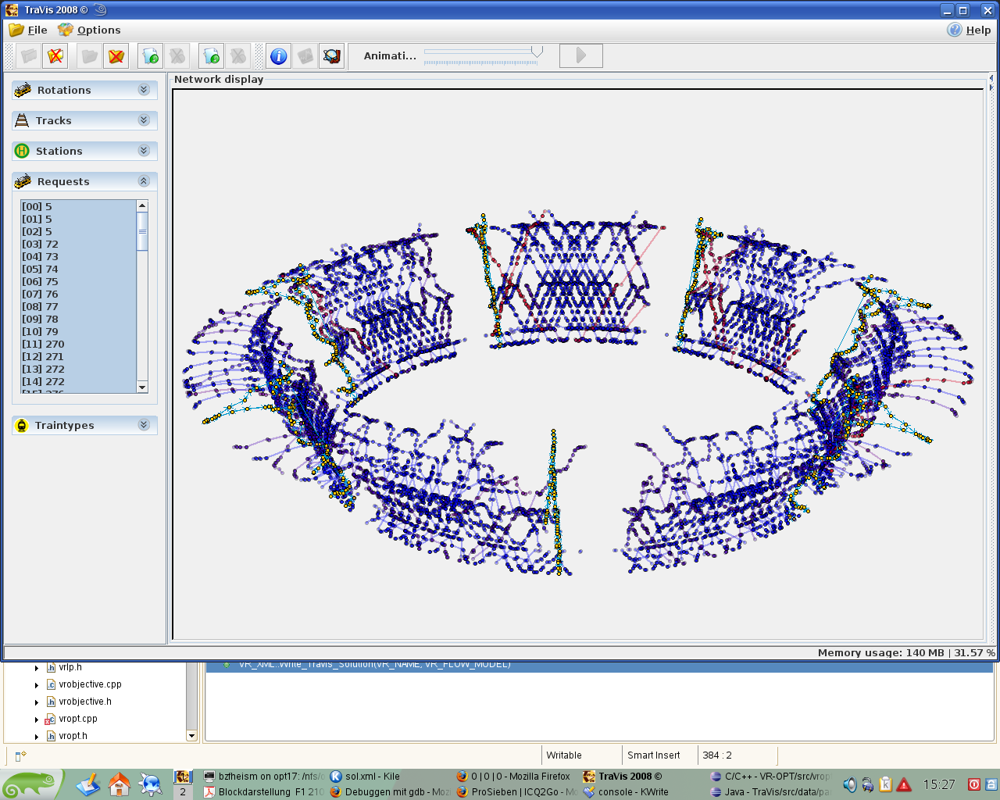 TraVis 2008 ©
File
Options
Help
Animati...
Network display
Rotations
Tracks
Stations
Requests
[00] 5
[01] 5
[02] 5
[03] 72
[04] 73
[05] 74
[06] 75
[07] 76
[08] 77
[09] 78
[10] 79
[11] 270
[12] 271
[13] 272
[14] 272
Traintypes
Memory usage: 140 MB | 31.57 %
vrlp.h
VR_XML::Write_Travis_Solution(VR_NAME, VR_FLOW_MODEL)
vrobjective.cpp
vrobjective.h
vropt.cpp
vropt.h
Writable
Smart Insert
384 : 2
bzfheism on opt17: /nfs/o
sol.xml - Kile
0 | 0 | 0 - Mozilla Firefox
TraVis 2008 ©
C/C++ - VR-OPT/src/vropt
15:27
2
Blockdarstellung F1 210
Debuggen mit gdb - Moz
ProSieben | ICQ2Go - Mo
console - KWrite
Java - TraVis/src/data/pa